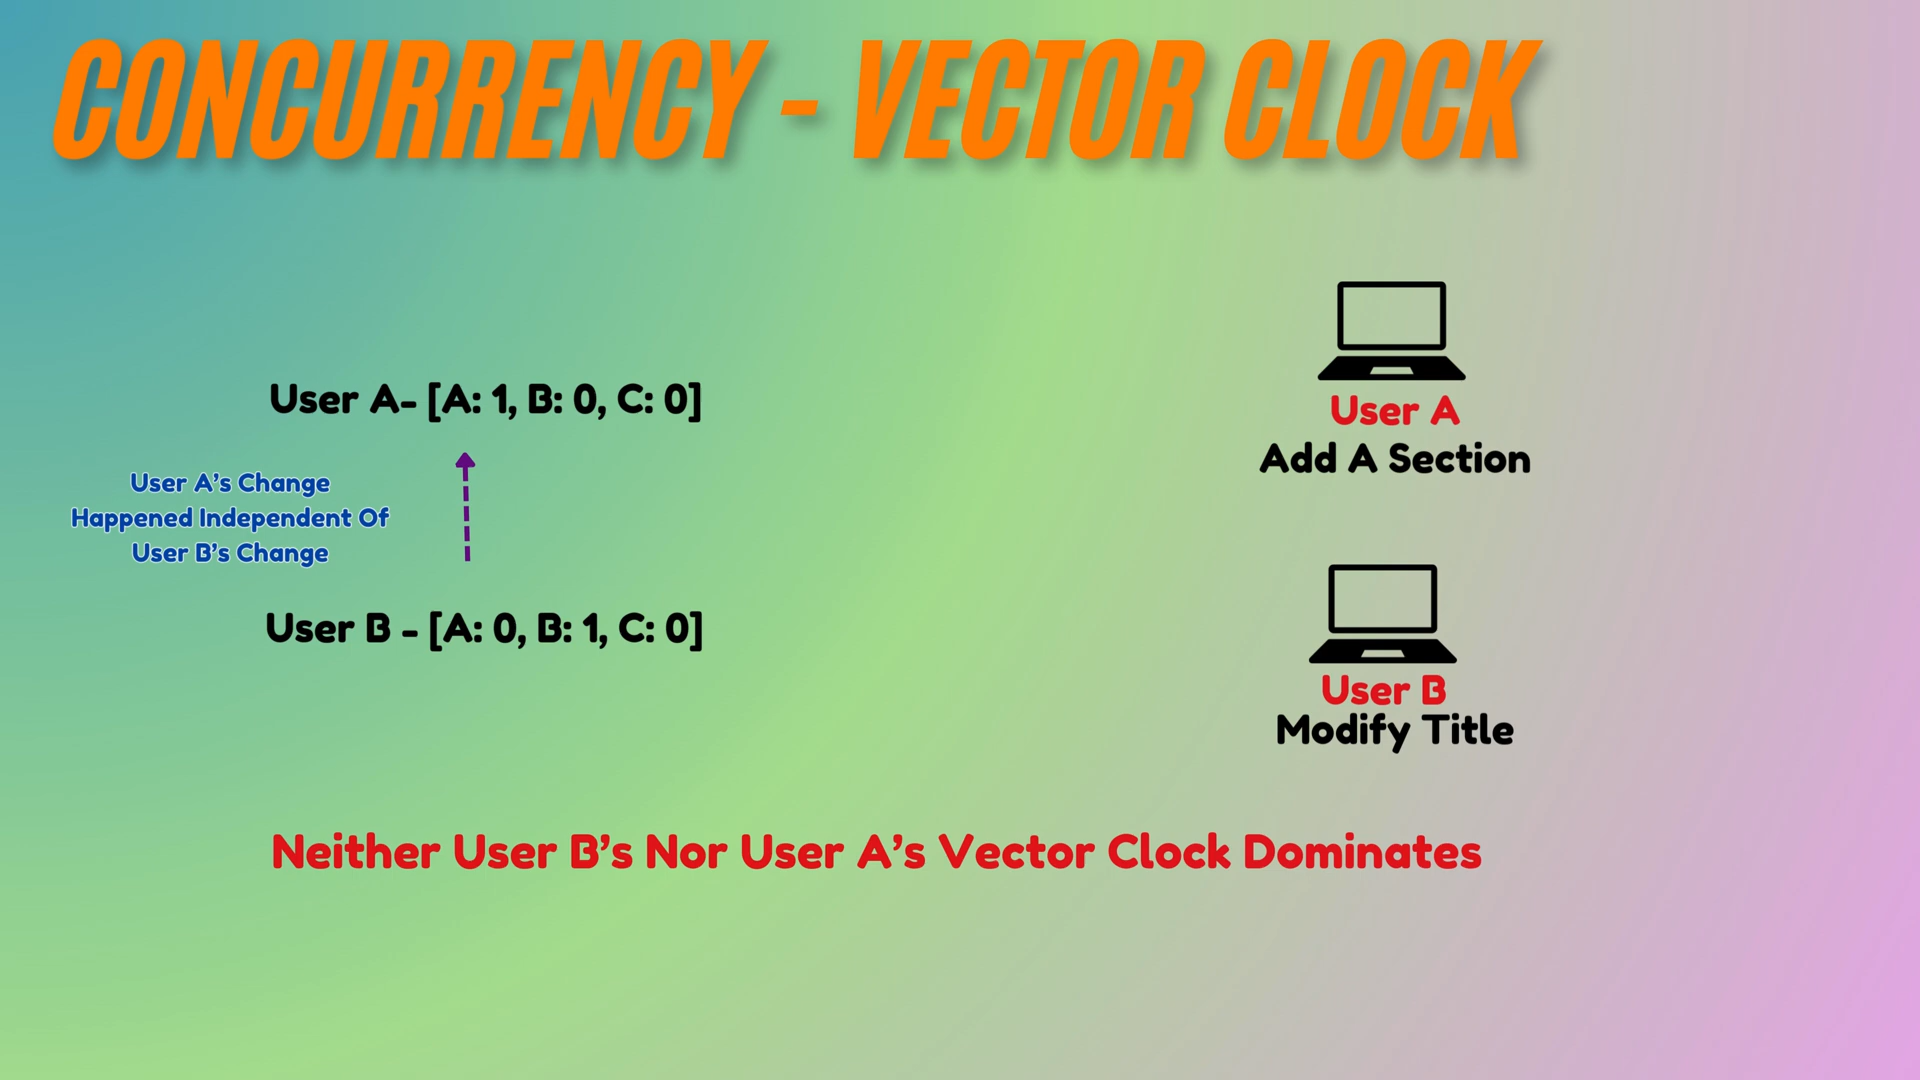 CONCURRENCY - VECTOR CLOCK
User A- [A: 1, B: 0, C: 0]
User A's Change
Happened Independent Of
User B's Change
User B - [A: 0, B: 1, C: 0]
User A
Add A Section
User B
Modify Title
Neither User B's Nor User A's Vector Clock Dominates